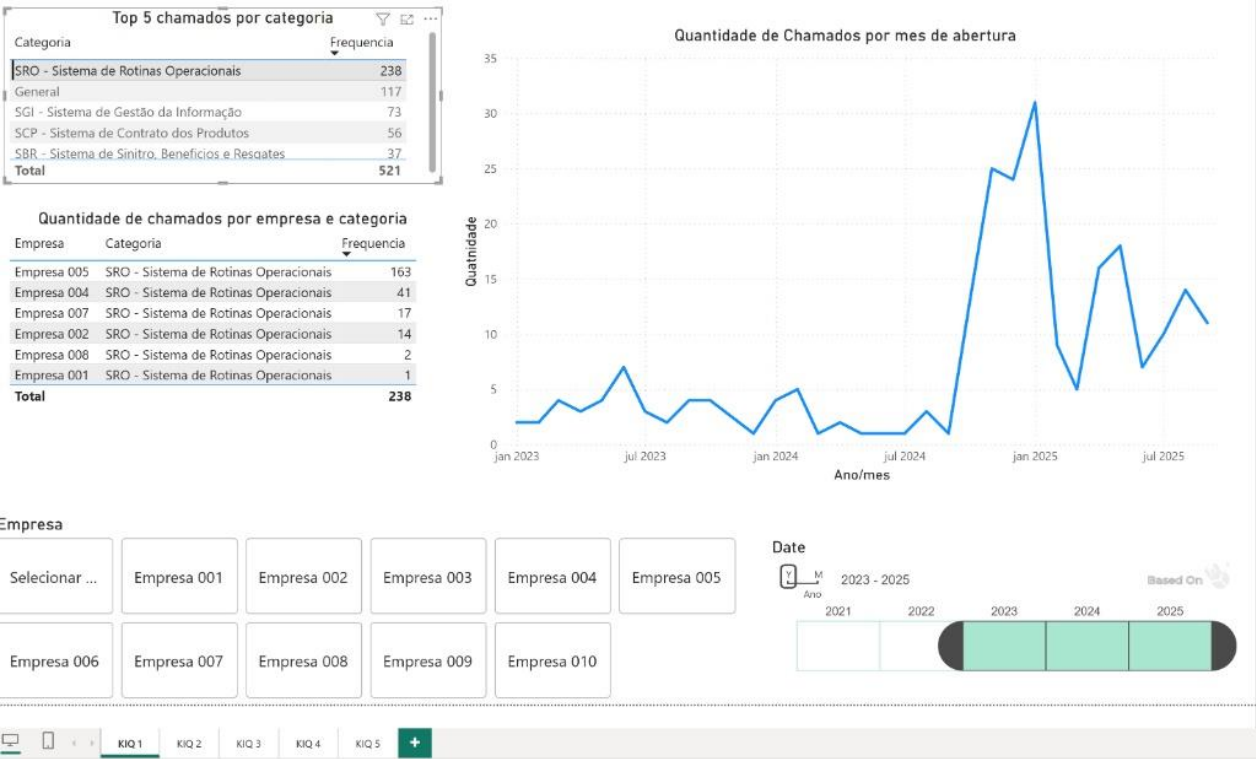 Top 5 chamados por categoria
Categoria Frequencia
SRO - Sistema de Rotinas Operacionais 238
General 117
SGI - Sistema de Gestão da Informação 73
SCP - Sistema de Contrato dos Produtos 56
SBR - Sistema de Sinitro, Beneficios e Resgates 37
Total 521
Quantidade de chamados por empresa e categoria
Empresa Categoria Frequencia
Empresa 005 SRO - Sistema de Rotinas Operacionais 163
Empresa 004 SRO - Sistema de Rotinas Operacionais 41
Empresa 007 SRO - Sistema de Rotinas Operacionais 17
Empresa 002 SRO - Sistema de Rotinas Operacionais 14
Empresa 008 SRO - Sistema de Rotinas Operacionais 2
Empresa 001 SRO - Sistema de Rotinas Operacionais 1
Total 238
Quantidade de Chamados por mes de abertura
Quatnidade
35
30
25
20
15
10
5
0
jan 2023 jul 2023 jan 2024 jul 2024 jan 2025 jul 2025
Ano/mes
Empresa
Selecionar ... Empresa 001 Empresa 002 Empresa 003 Empresa 004 Empresa 005
Empresa 006 Empresa 007 Empresa 008 Empresa 009 Empresa 010
Date
Y M 2023 - 2025 Based On
Ano
2021 2022 2023 2024 2025
KIQ 1 KIQ 2 KIQ 3 KIQ 4 KIQ 5 +